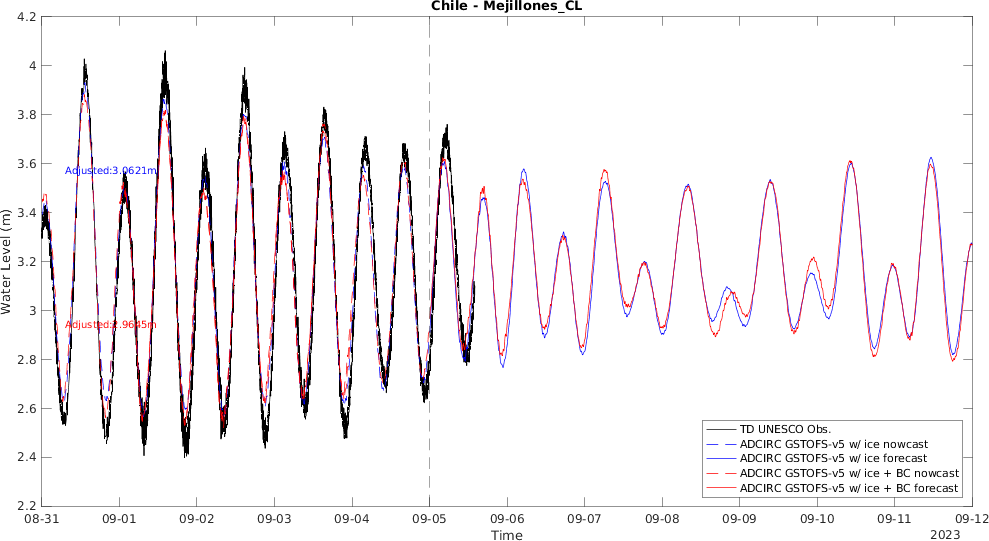 Chile - Mejillones_CL
4.2
4
3.8
3.6
3.4
3.2
3
2.8
2.6
2.4
2.2
Water Level (m)
Adjusted:3.0621m
TD UNESCO Obs.
ADCIRC GSTOFS-v5 w/ ice nowcast
ADCIRC GSTOFS-v5 w/ ice forecast
ADCIRC GSTOFS-v5 w/ ice + BC nowcast
ADCIRC GSTOFS-v5 w/ ice + BC forecast
08-31 09-01 09-02 09-03 09-04 09-05 09-06 09-07 09-08 09-09 09-10 09-11 09-12
Time
2023